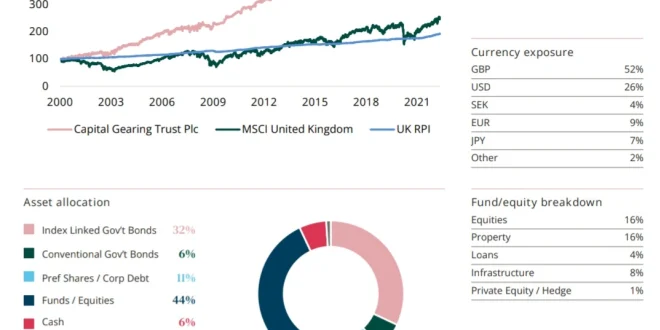 300
200
100
0
2000 2003 2006 2009 2012 2015 2018 2021
Capital Gearing Trust Plc MSCI United Kingdom UK RPI
Currency exposure
GBP 52%
USD 26%
SEK 4%
EUR 9%
JPY 7%
Other 2%
Asset allocation
Index Linked Gov't Bonds 32%
Conventional Gov't Bonds 6%
Pref Shares / Corp Debt 11%
Funds / Equities 44%
Cash 6%
Fund/equity breakdown
Equities 16%
Property 16%
Loans 4%
Infrastructure 8%
Private Equity / Hedge 1%